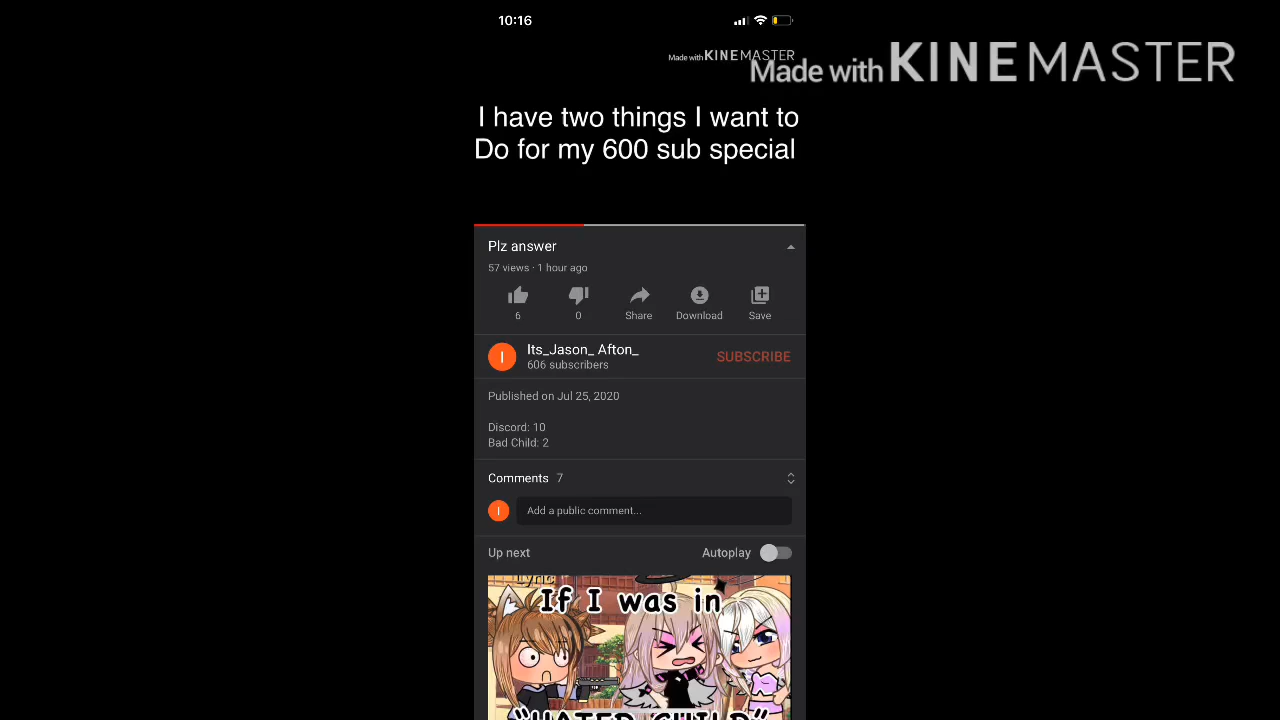 10:16
Made with KINEMASTER
Made with KINEMASTER
I have two things I want to
Do for my 600 sub special
Plz answer
57 views · 1 hour ago
6
0
Share
Download
Save
I
Its_Jason_ Afton_
606 subscribers
SUBSCRIBE
Published on Jul 25, 2020
Discord: 10
Bad Child: 2
Comments 7
I
Add a public comment...
Up next
Autoplay
Lyric
If I was in
"HATED CHILD"